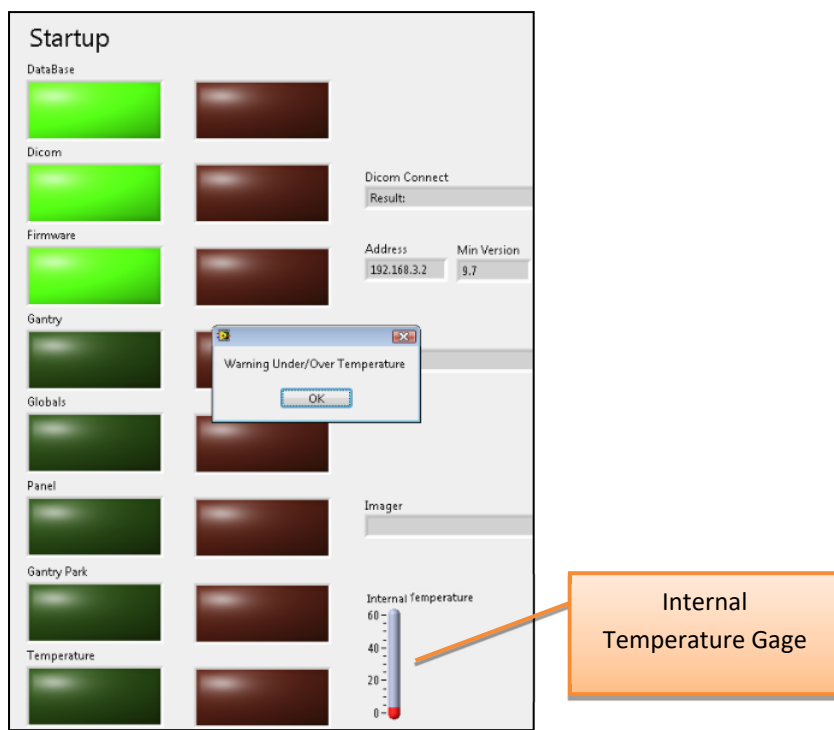 Startup
DataBase
Dicom
Dicom Connect
Result:
Firmware
Address Min Version
192.168.3.2 9.7
Gantry
Warning Under/Over Temperature
OK
Globals
Panel
Imager
Gantry Park
Internal Temperature
60
40
20
0
Temperature
Internal
Temperature Gage